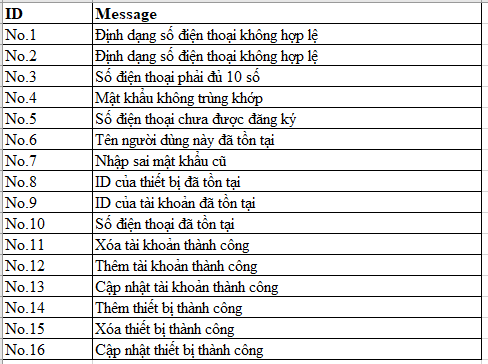 ID Message
No.1 Định dạng số điện thoại không hợp lệ
No.2 Định dạng số điện thoại không hợp lệ
No.3 Số điện thoại phải đủ 10 số
No.4 Mật khẩu không trùng khớp
No.5 Số điện thoại chưa được đăng ký
No.6 Tên người dùng này đã tồn tại
No.7 Nhập sai mật khẩu cũ
No.8 ID của thiết bị đã tồn tại
No.9 ID của tài khoản đã tồn tại
No.10 Số điện thoại đã tồn tại
No.11 Xóa tài khoản thành công
No.12 Thêm tài khoản thành công
No.13 Cập nhật tài khoản thành công
No.14 Thêm thiết bị thành công
No.15 Xóa thiết bị thành công
No.16 Cập nhật thiết bị thành công